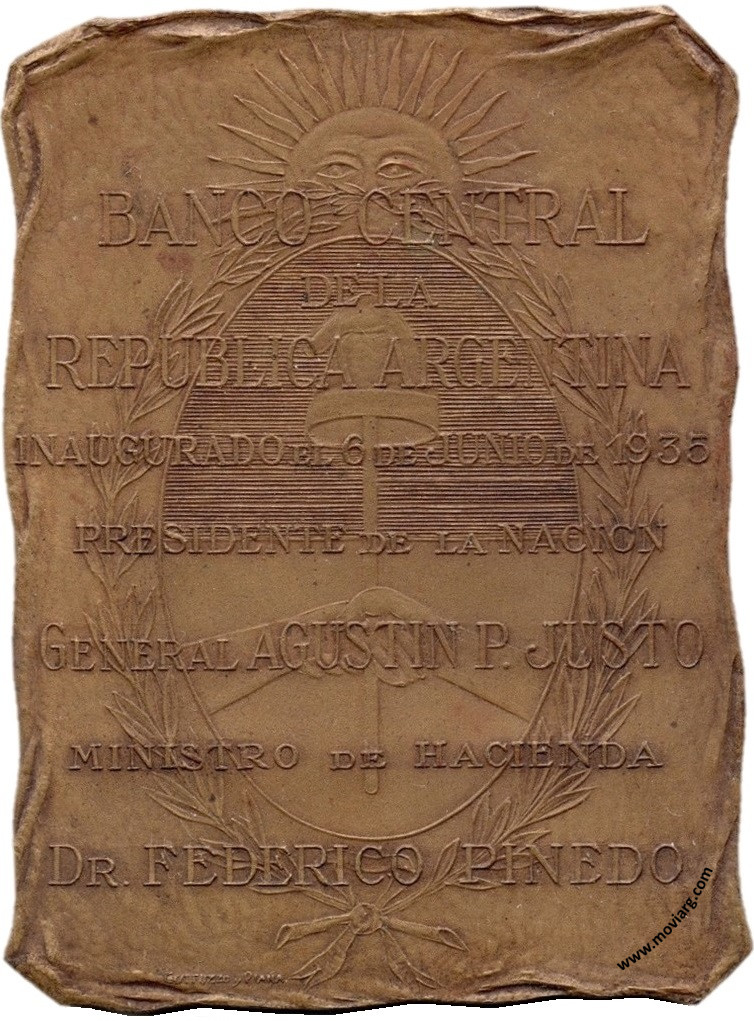 BANCO CENTRAL
DE LA
REPUBLICA ARGENTINA
INAUGURADO EL 6 DE JUNIO DE 1935
PRESIDENTE DE LA NACION
GENERAL AGUSTIN P. JUSTO
MINISTRO DE HACIENDA
DR. FEDERICO PINEDO
www.moviarg.com